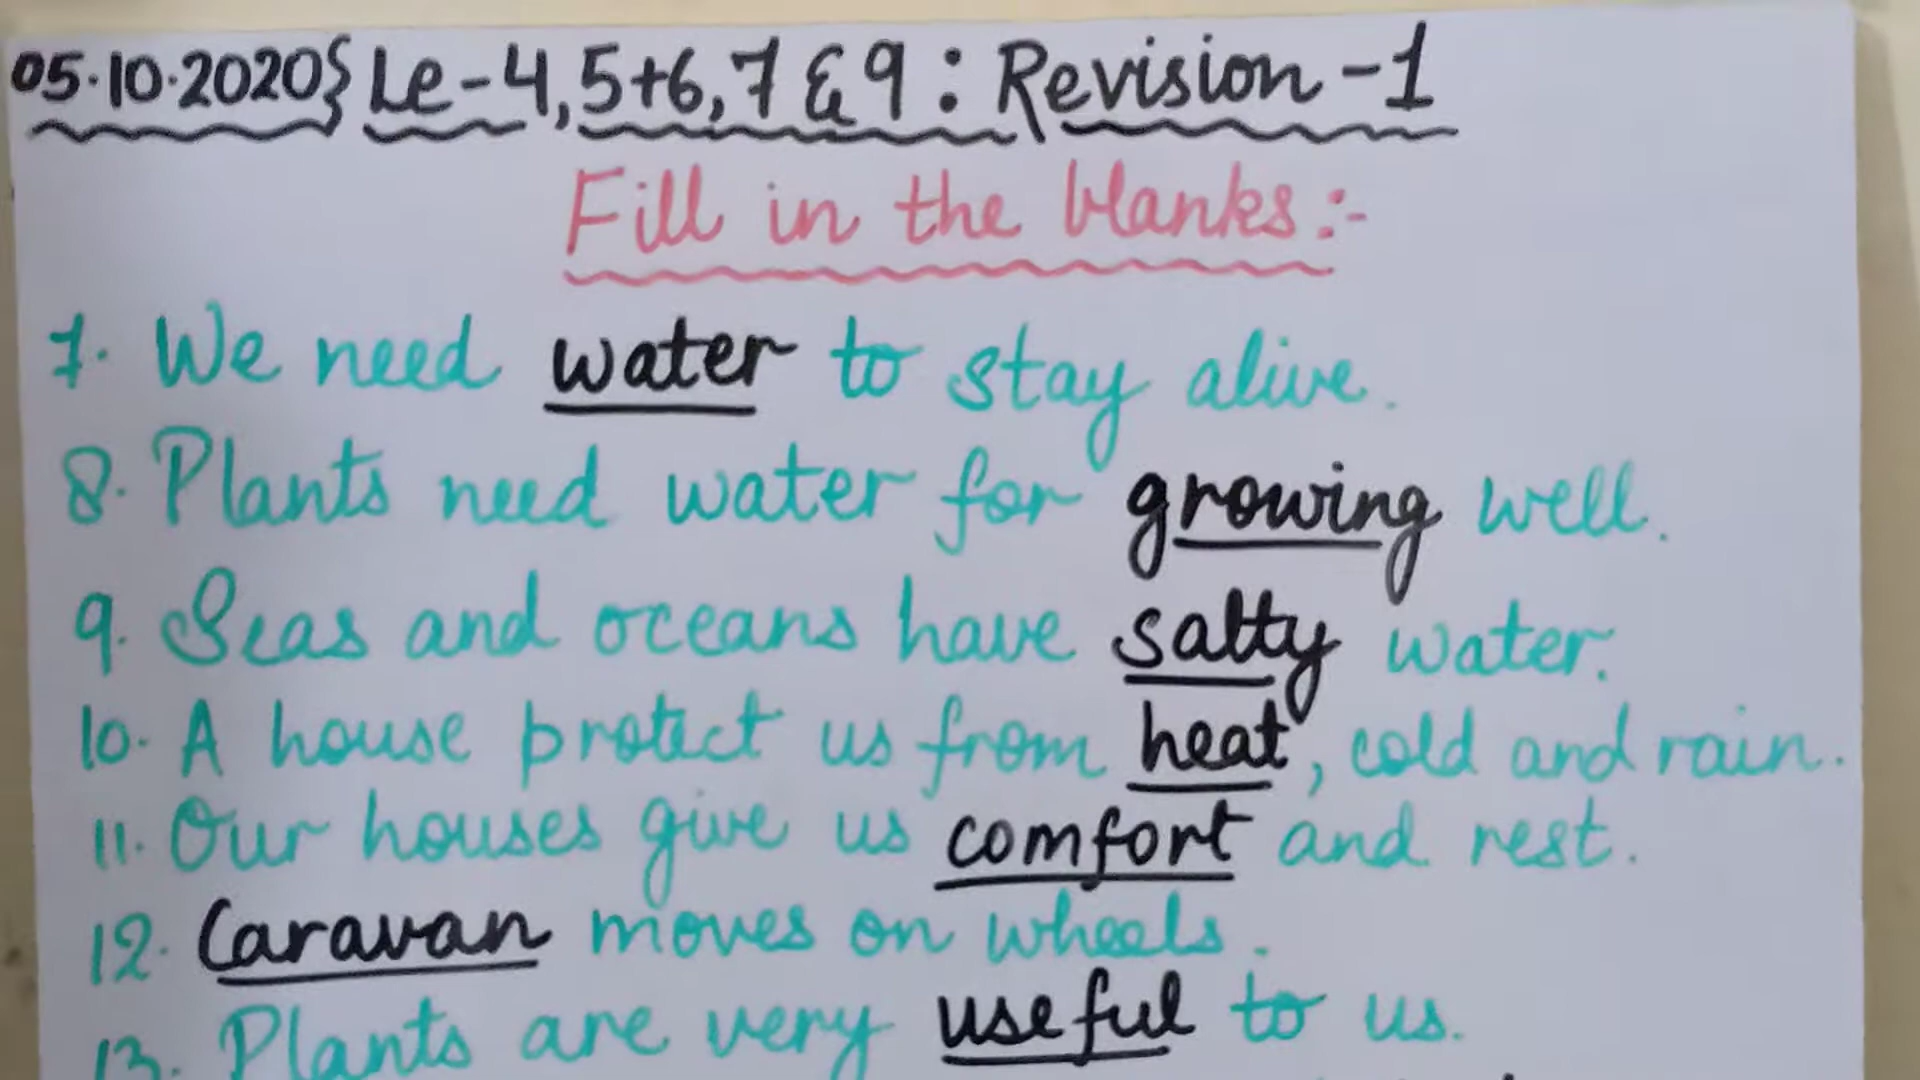 05.10.2020} Le-4,5+6,7 & 9 : Revision-1
Fill in the blanks:-
7. We need water to stay alive.
8. Plants need water for growing well.
9. Seas and oceans have salty water.
10. A house protect us from heat, cold and rain.
11. Our houses give us comfort and rest.
12. Caravan moves on wheels.
13. Plants are very useful to us.